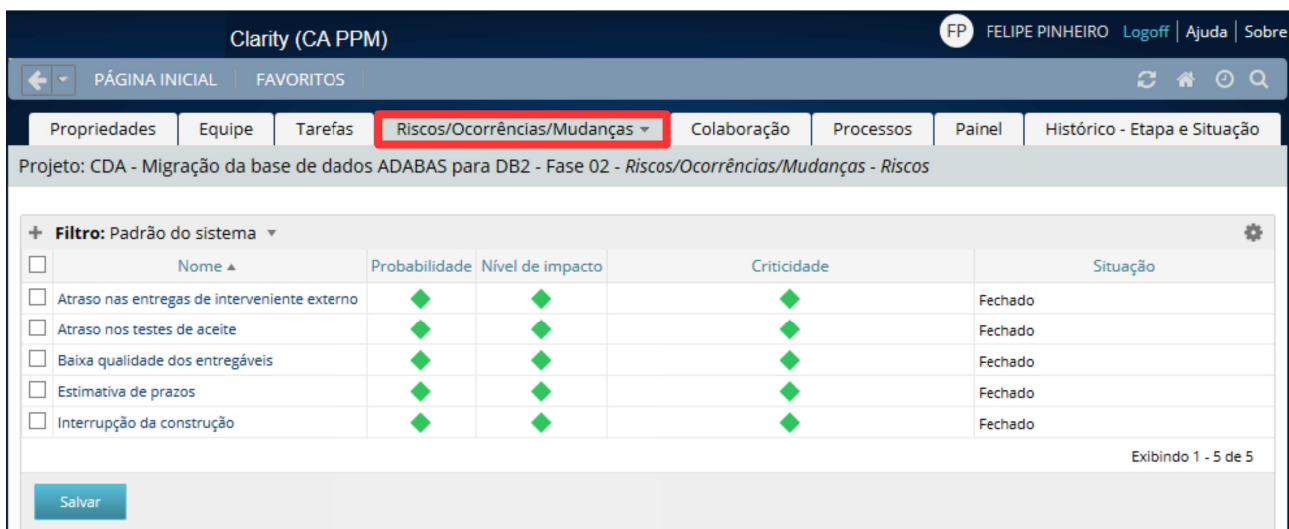 Clarity (CA PPM)
FP FELIPE PINHEIRO Logoff | Ajuda | Sobre
PÁGINA INICIAL FAVORITOS
Propriedades Equipe Tarefas Riscos/Ocorrências/Mudanças Colaboração Processos Painel Histórico - Etapa e Situação
Projeto: CDA - Migração da base de dados ADABAS para DB2 - Fase 02 - Riscos/Ocorrências/Mudanças - Riscos
Filtro: Padrão do sistema
Nome Probabilidade Nível de impacto Criticidade Situação
Atraso nas entregas de interveniente externo Fechado
Atraso nos testes de aceite Fechado
Baixa qualidade dos entregáveis Fechado
Estimativa de prazos Fechado
Interrupção da construção Fechado
Exibindo 1 - 5 de 5
Salvar